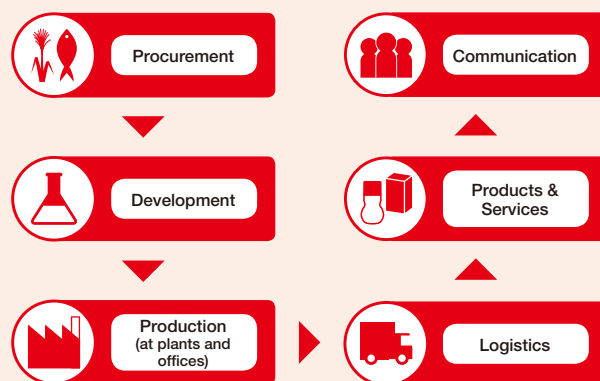 Procurement
Development
Production
(at plants and
offices)
Logistics
Products &
Services
Communication